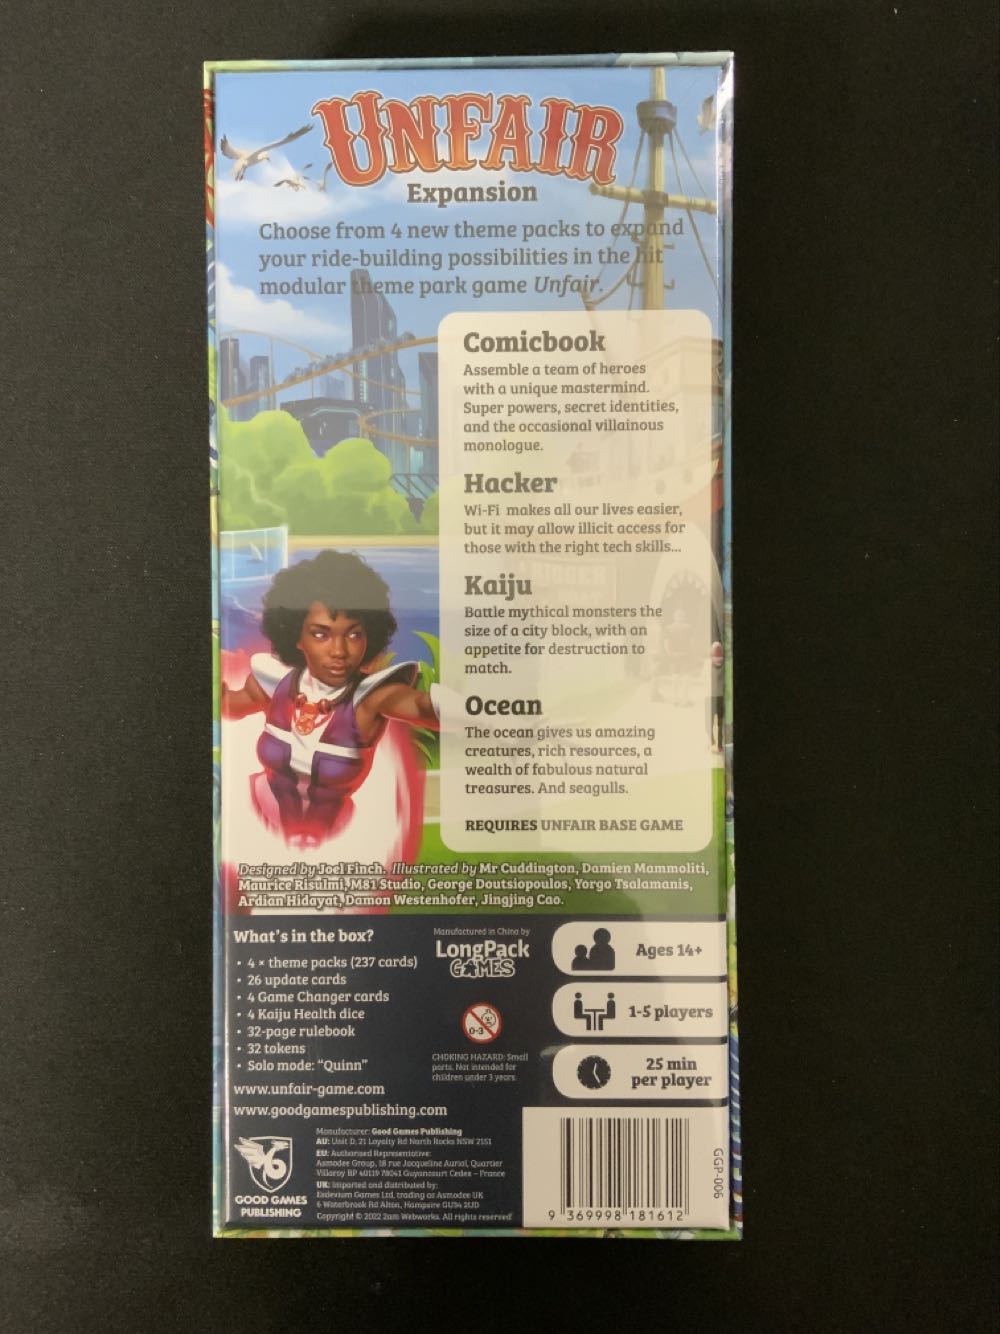 UNFAIR
Expansion
Choose from 4 new theme packs to expand
your ride-building possibilities in the hit
modular theme park game Unfair.
Comicbook
Assemble a team of heroes
with a unique mastermind.
Super powers, secret identities,
and the occasional villainous
monologue.
Hacker
Wi-Fi makes all our lives easier,
but it may allow illicit access for
those with the right tech skills...
Kaiju
Battle mythical monsters the
size of a city block, with an
appetite for destruction to
match.
Ocean
The ocean gives us amazing
creatures, rich resources, a
wealth of fabulous natural
treasures. And seagulls.
REQUIRES UNFAIR BASE GAME
Designed by Joel Finch. Illustrated by Mr Cuddington, Damien Mammoliti,
Maurice Risulmi, M81 Studio, George Doutsiopoulos, Yorgo Tsalamanis,
Ardian Hidayat, Damon Westenhofer, Jingjing Cao.
What's in the box?
• 4 × theme packs (237 cards)
• 26 update cards
• 4 Game Changer cards
• 4 Kaiju Health dice
• 32-page rulebook
• 32 tokens
• Solo mode: "Quinn"
www.unfair-game.com
www.goodgamespublishing.com
Manufactured in China by
LongPack
GAMES
0-3
CHOKING HAZARD: Small
parts. Not intended for
children under 3 years.
Ages 14+
1-5 players
25 min
per player
GOOD GAMES
PUBLISHING
Manufacturer: Good Games Publishing
AU: Unit D, 21 Loyalty Rd North Rocks NSW 2151
EU: Authorised Representative:
Asmodee Group, 18 rue Jacqueline Auriol, Quartier
Villaroy BP 40119 78041 Guyancourt Cedex – France
UK: Imported and distributed by:
Esdevium Games Ltd, trading as Asmodee UK
6 Waterbrook Rd Alton, Hampsire GU34 2UD
Copyright © 2022 2am Webworks. All rights reserved
9 369998 181612
GGP-006